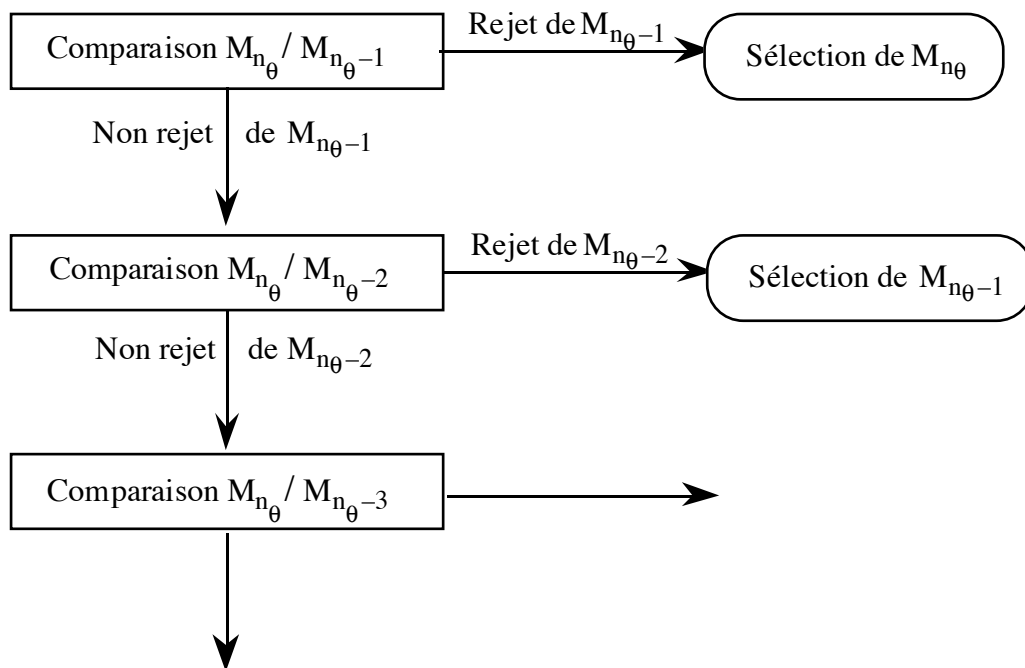 Comparaison M_{n_θ} / M_{n_θ−1}
Rejet de M_{n_θ−1}
Sélection de M_{n_θ}
Non rejet de M_{n_θ−1}
Comparaison M_{n_θ} / M_{n_θ−2}
Rejet de M_{n_θ−2}
Sélection de M_{n_θ−1}
Non rejet de M_{n_θ−2}
Comparaison M_{n_θ} / M_{n_θ−3}